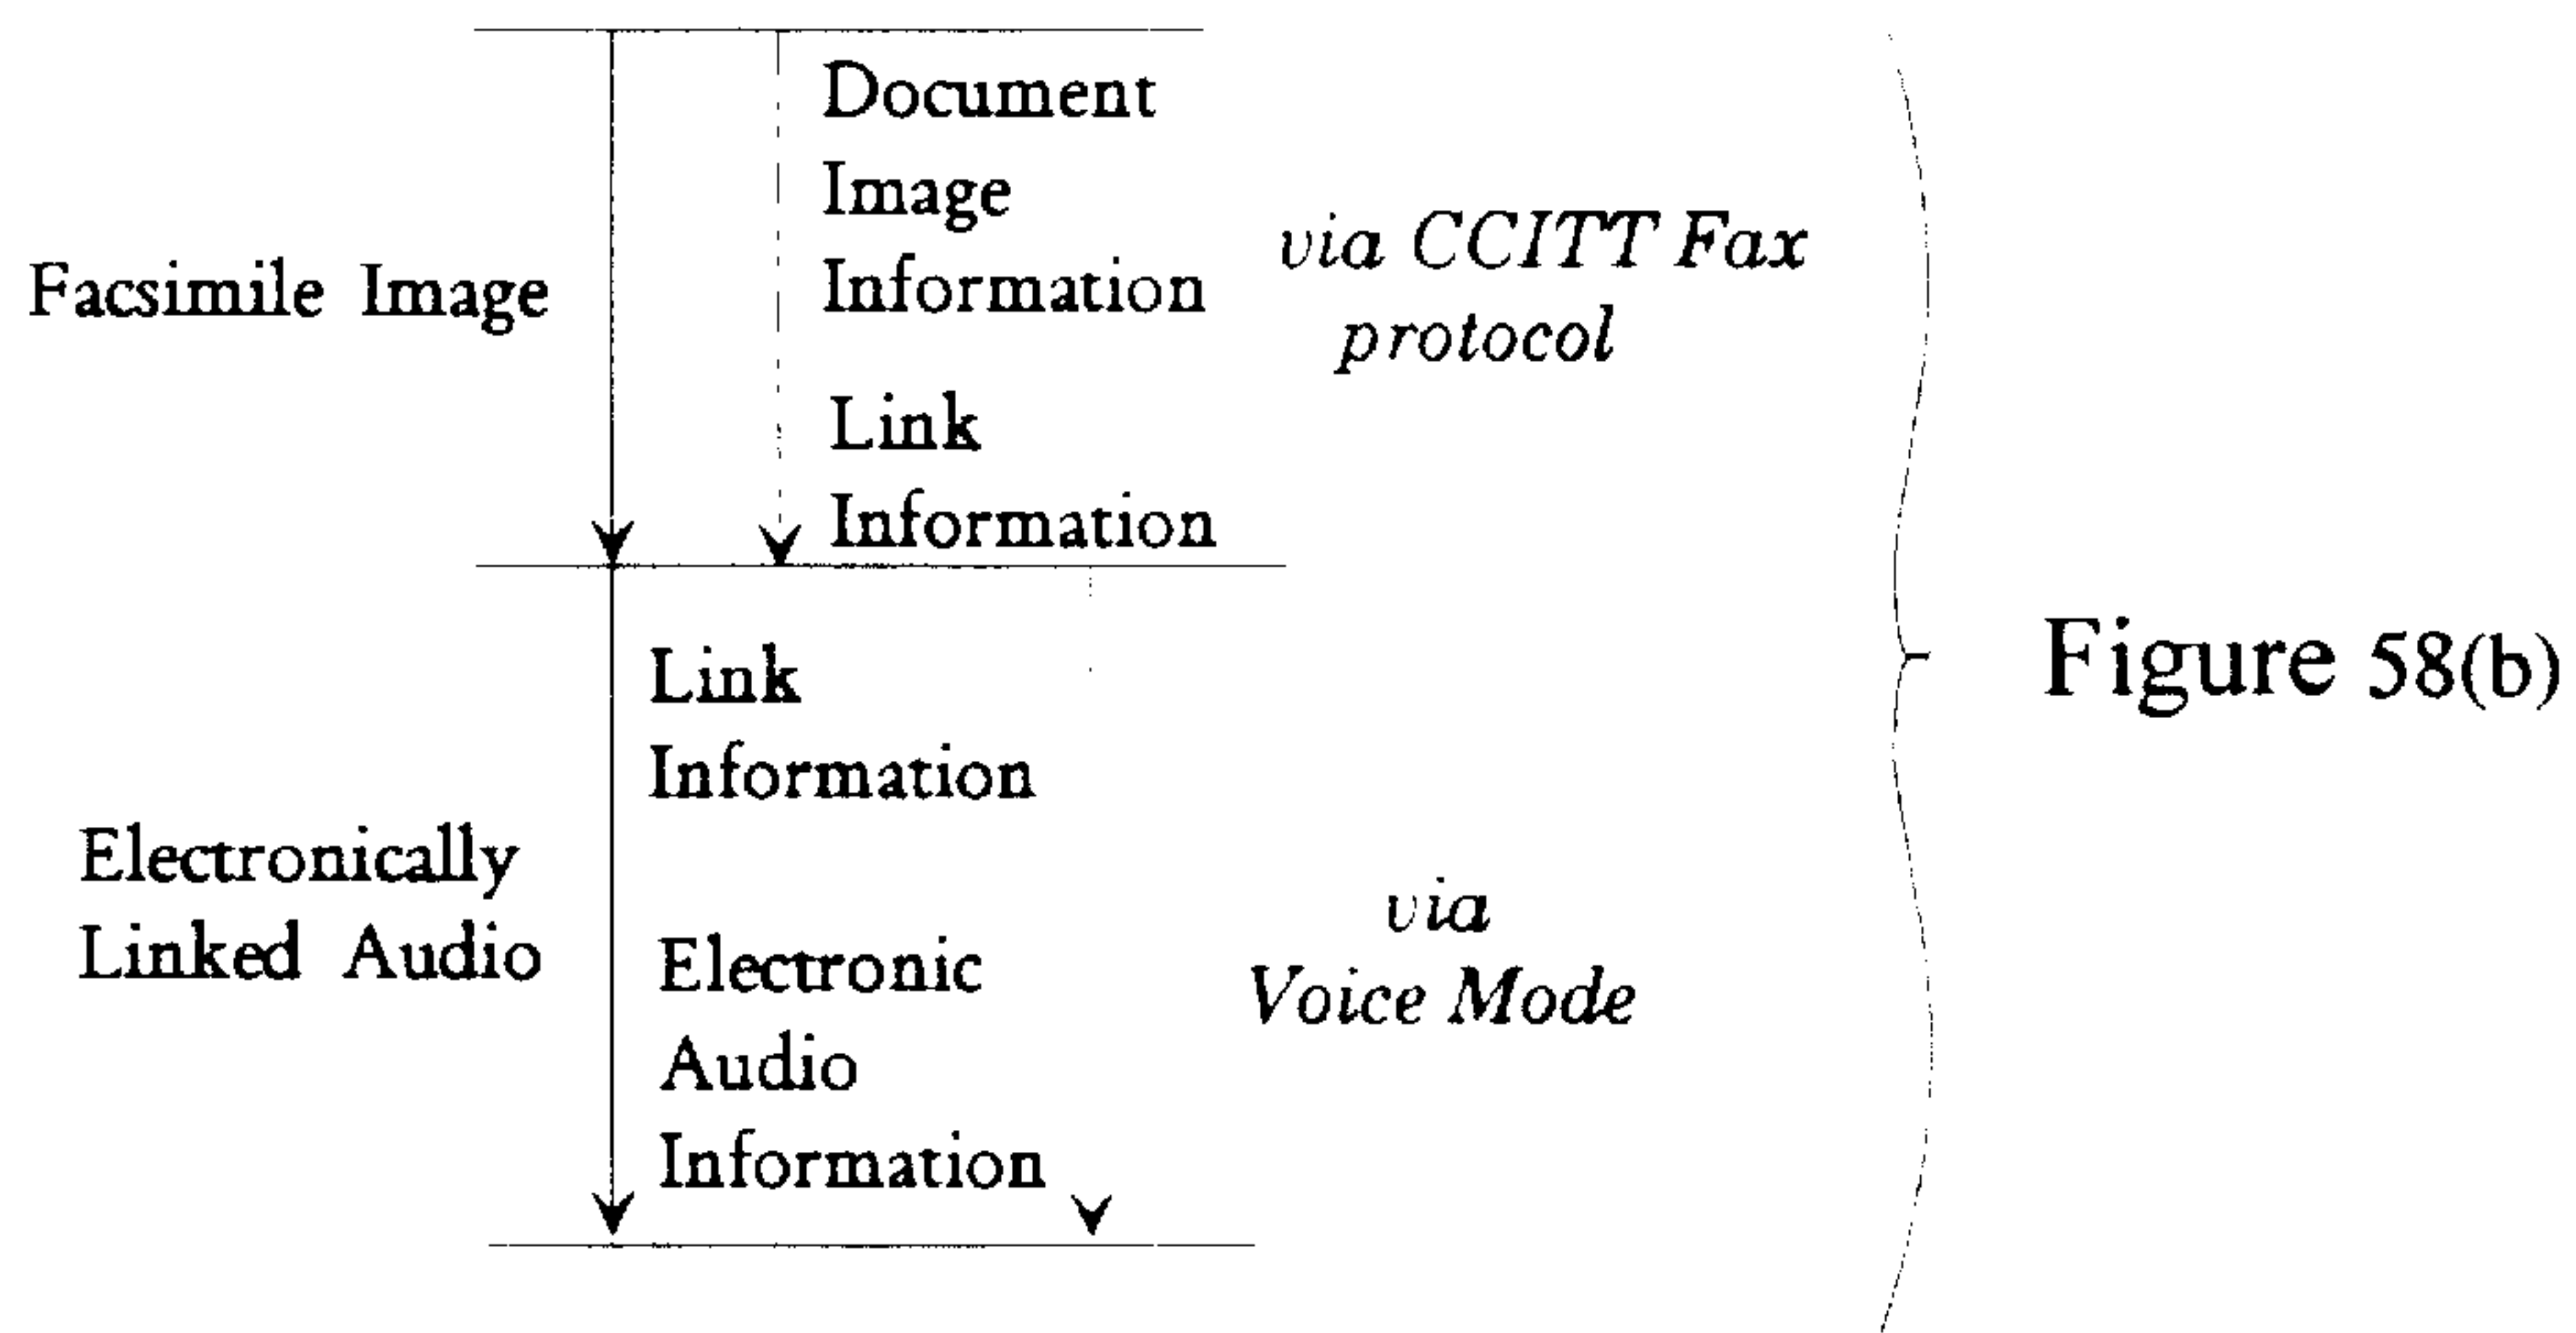 Document
Image
Information
Facsimile Image
via CCITT Fax
protocol
Link
Information
Link
Information
Electronically
Linked Audio
Electronic
Audio
Information
via
Voice Mode
Figure 58(b)